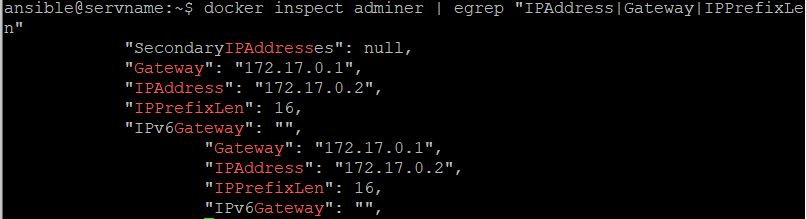 ansible@servname:~$ docker inspect adminer | egrep "IPAddress|Gateway|IPPrefixLe
n"
"SecondaryIPAddresses": null,
"Gateway": "172.17.0.1",
"IPAddress": "172.17.0.2",
"IPPrefixLen": 16,
"IPv6Gateway": "",
"Gateway": "172.17.0.1",
"IPAddress": "172.17.0.2",
"IPPrefixLen": 16,
"IPv6Gateway": "",